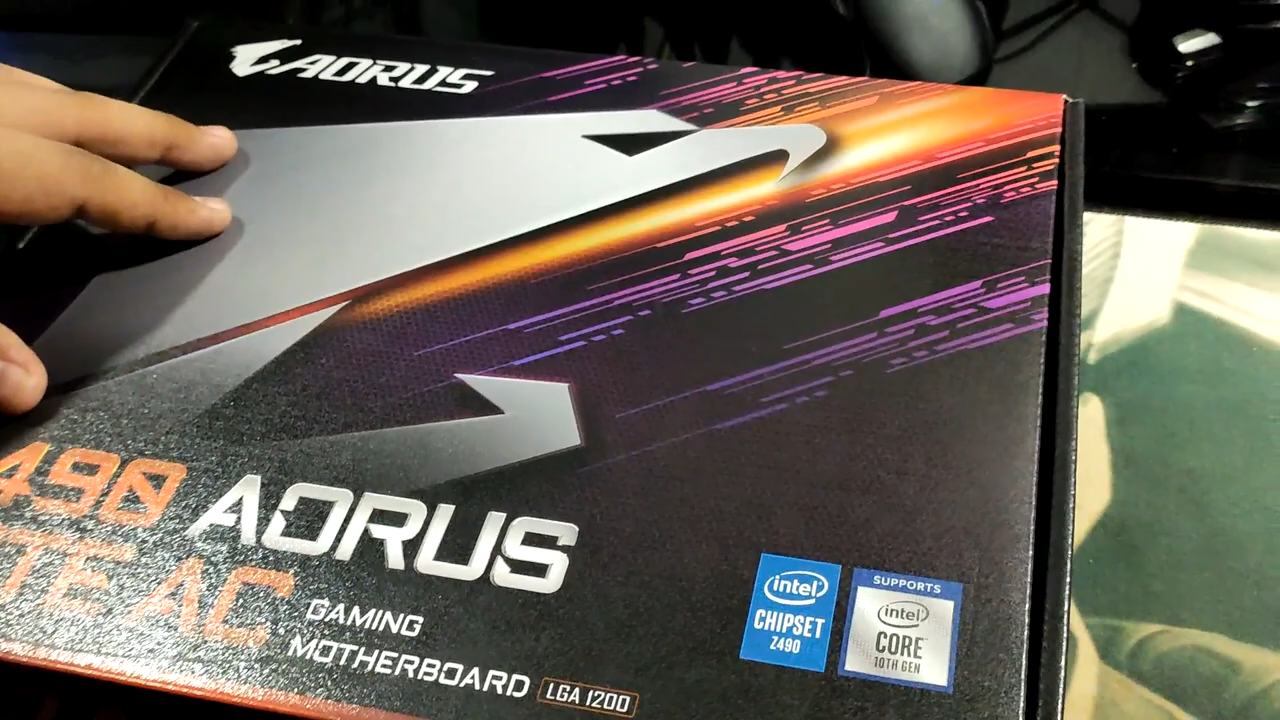 AORUS
490 AORUS
TE AC
GAMING
MOTHERBOARD LGA 1200
intel
CHIPSET
Z490
SUPPORTS
intel
CORE
10TH GEN